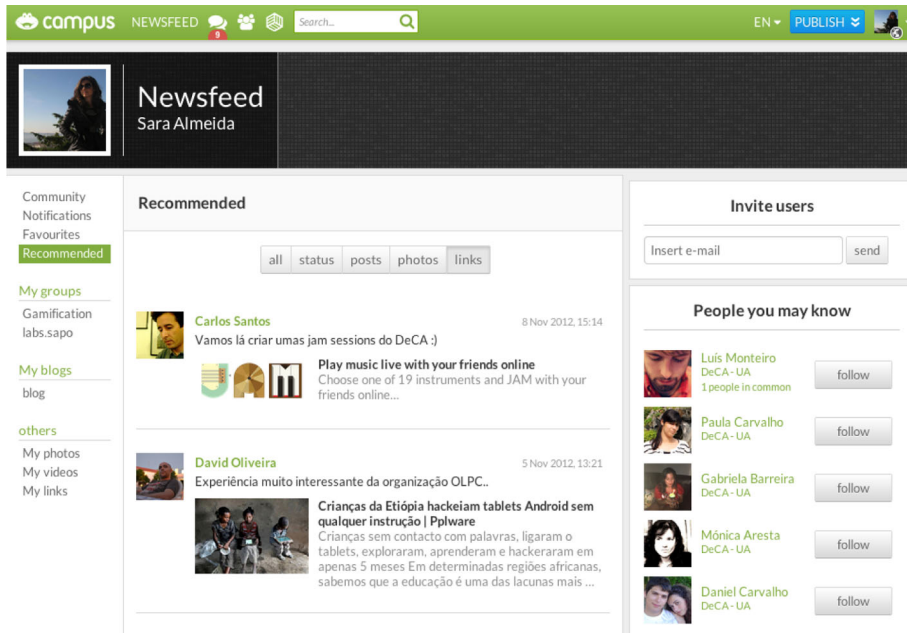 campus NEWSFEED 9 Search... EN PUBLISH
Newsfeed
Sara Almeida
Community
Notifications
Favourites
Recommended
My groups
Gamification
labs.sapo
My blogs
blog
others
My photos
My videos
My links
Recommended
all status posts photos links
Carlos Santos 8 Nov 2012, 15:14
Vamos lá criar umas jam sessions do DeCA :)
JAM
Play music live with your friends online
Choose one of 19 instruments and JAM with your
friends online...
David Oliveira 5 Nov 2012, 13:21
Experiência muito interessante da organização OLPC..
Crianças da Etiópia hackeiam tablets Android sem
qualquer instrução | Pplware
Crianças sem contacto com palavras, ligaram o
tablets, exploraram, aprenderam e hackeraram em
apenas 5 meses Em determinadas regiões africanas,
sabemos que a educação é uma das lacunas mais ...
Invite users
Insert e-mail send
People you may know
Luís Monteiro
DeCA - UA
1 people in common
follow
Paula Carvalho
DeCA - UA
follow
Gabriela Barreira
DeCA - UA
follow
Mónica Aresta
DeCA - UA
follow
Daniel Carvalho
DeCA - UA
follow